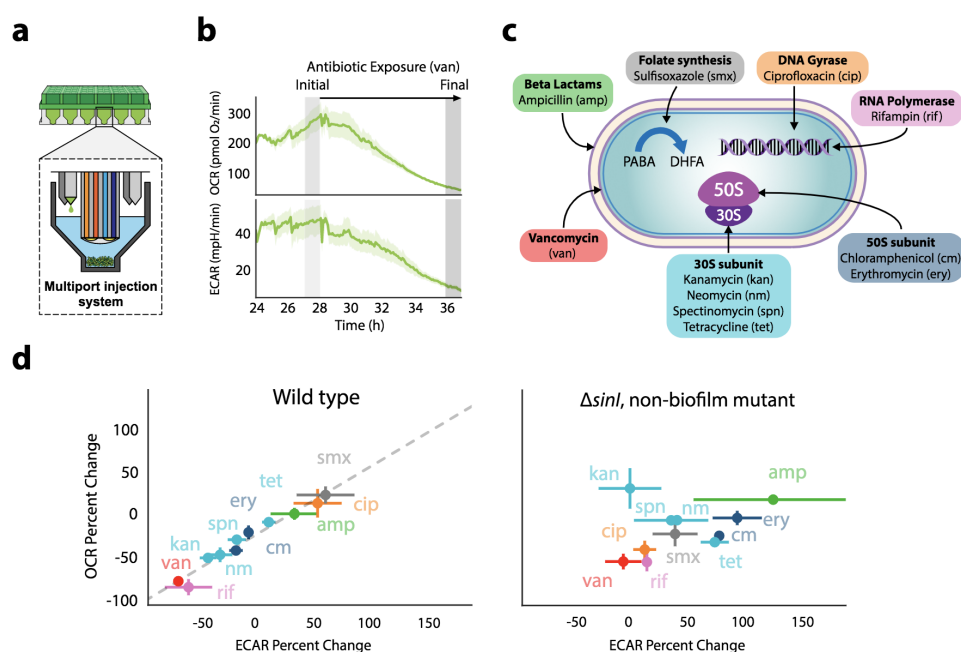 a
Multiport injection
system
b
Antibiotic Exposure (van)
Initial
Final
OCR (pmol O₂/min)
300
200
100
ECAR (mpH/min)
40
20
24
26
28
30
32
34
36
Time (h)
c
Folate synthesis
Sulfisoxazole (smx)
DNA Gyrase
Ciprofloxacin (cip)
Beta Lactams
Ampicillin (amp)
RNA Polymerase
Rifampin (rif)
PABA
DHFA
50S
30S
Vancomycin
(van)
30S subunit
Kanamycin (kan)
Neomycin (nm)
Spectinomycin (spn)
Tetracycline (tet)
50S subunit
Chloramphenicol (cm)
Erythromycin (ery)
d
Wild type
OCR Percent Change
100
50
0
-50
-100
smx
tet
cip
ery
amp
spn
cm
kan
nm
van
rif
-50
0
50
100
150
ECAR Percent Change
Δsinl, non-biofilm mutant
kan
amp
spn
nm
ery
cip
cm
smx
tet
van
rif
-50
0
50
100
150
ECAR Percent Change